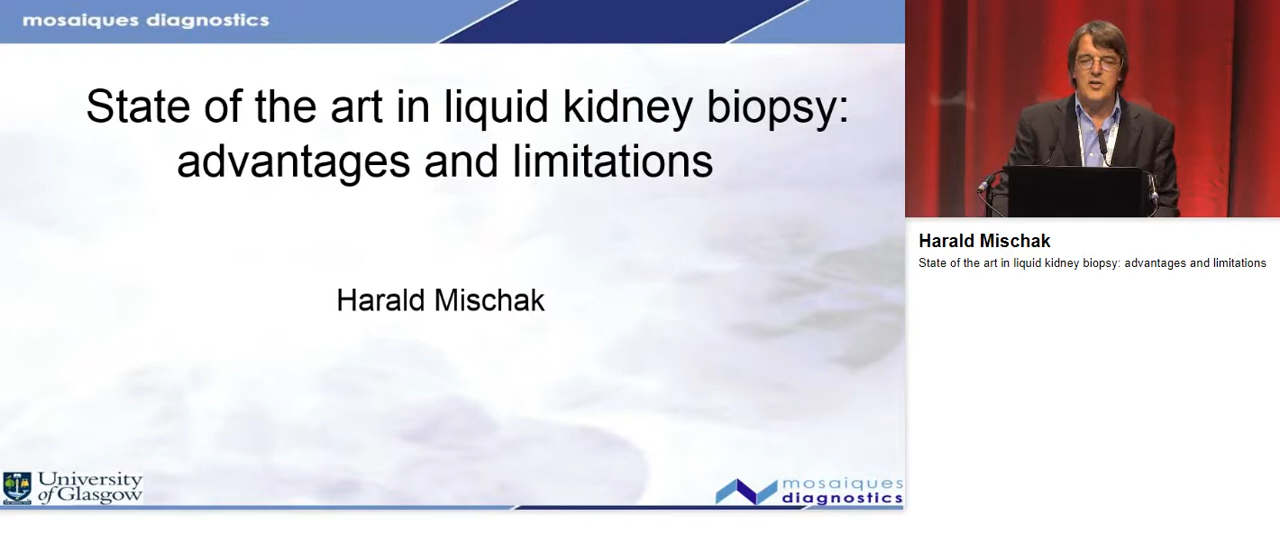 mosaiques diagnostics
State of the art in liquid kidney biopsy:
advantages and limitations
Harald Mischak
University
of Glasgow
mosaiques
diagnostics
Harald Mischak
State of the art in liquid kidney biopsy: advantages and limitations